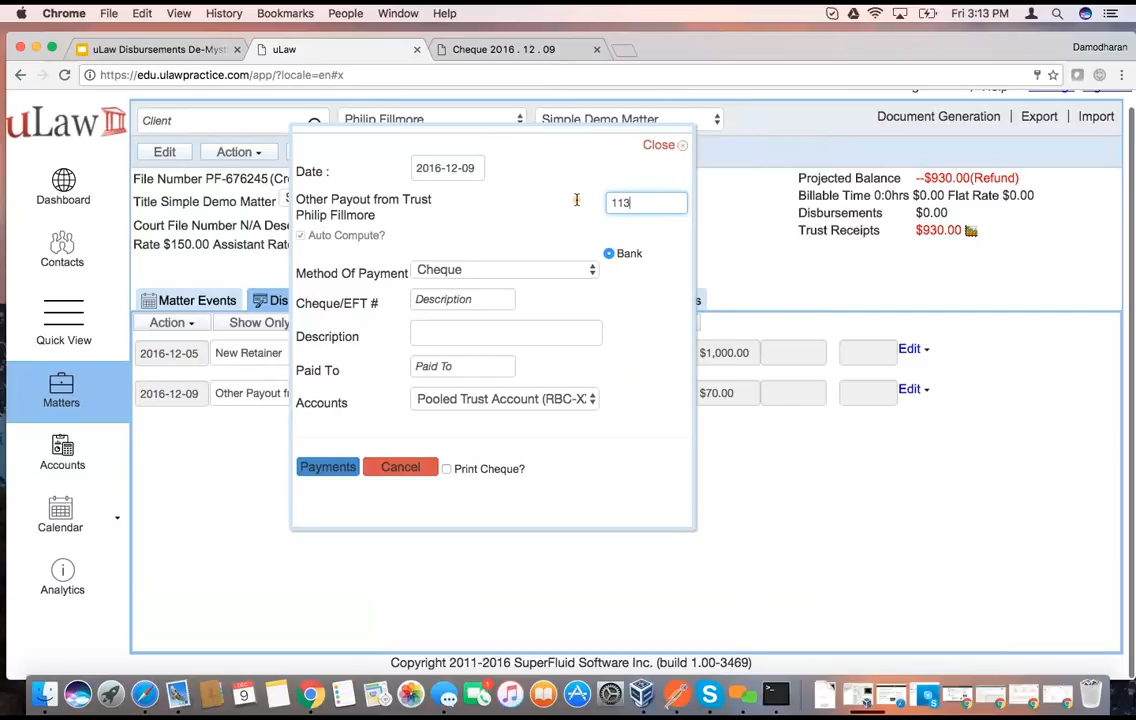 Chrome File Edit View History Bookmarks People Window Help Fri 3:13 PM
uLaw Disbursements De-Myst uLaw Cheque 2016 . 12 . 09 Damodharan
https://edu.ulawpractice.com/app/?locale=en#x
uLaw Client Philip Fillmore Simple Demo Matter Document Generation | Export | Import
Close
Edit Action
Date : 2016-12-09
File Number PF-676245 (Cr Projected Balance --$930.00(Refund)
Title Simple Demo Matter S Other Payout from Trust 113 Billable Time 0:0hrs $0.00 Flat Rate $0.00
Philip Fillmore Disbursements $0.00
Court File Number N/A Des
Rate $150.00 Assistant Rat Auto Compute? Trust Receipts $930.00
Bank
Method Of Payment Cheque
Cheque/EFT # Description
Description
Paid To Paid To
Accounts Pooled Trust Account (RBC-X
Payments Cancel Print Cheque?
Dashboard
Contacts
Quick View
Matters
Accounts
Calendar
Analytics
Matter Events Dis s
Action Show Only
2016-12-05 New Retainer $1,000.00 Edit
2016-12-09 Other Payout f $70.00 Edit
Copyright 2011-2016 SuperFluid Software Inc. (build 1.00-3469)
DEC
9
1